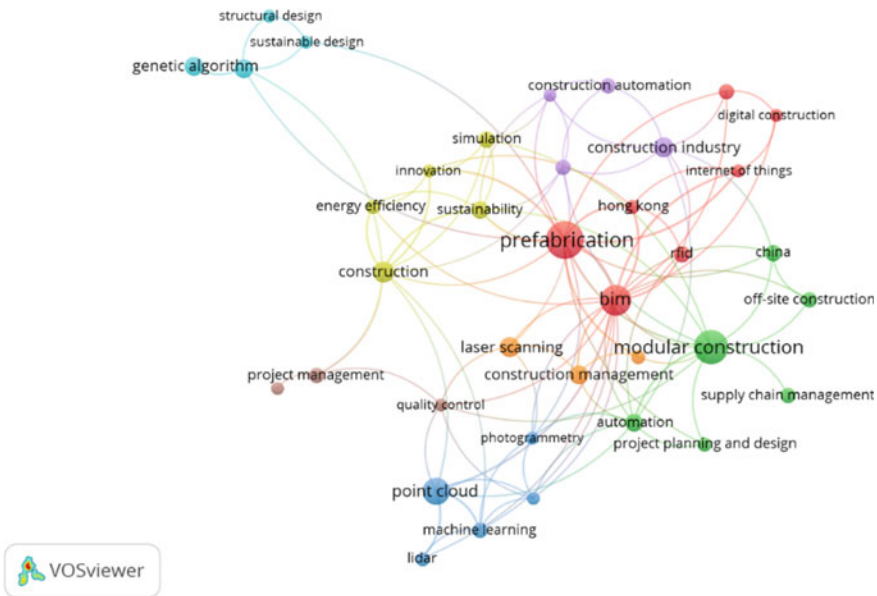 structural design
sustainable design
genetic algorithm
construction automation
digital construction
simulation
construction industry
innovation
internet of things
energy efficiency
sustainability
hong kong
prefabrication
rfid
china
construction
bim
off-site construction
laser scanning
modular construction
project management
construction management
supply chain management
quality control
automation
photogrammetry
project planning and design
point cloud
machine learning
lidar
VOSviewer